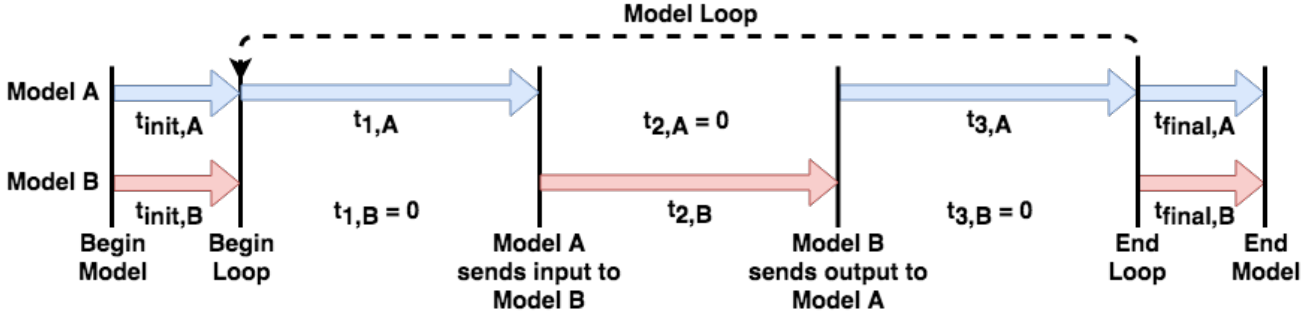 Model Loop
Model A
tinit,A
t1,A
t2,A = 0
t3,A
tfinal,A
Model B
tinit,B
t1,B = 0
t2,B
t3,B = 0
tfinal,B
Begin
Model
Begin
Loop
Model A
sends input to
Model B
Model B
sends output to
Model A
End
Loop
End
Model